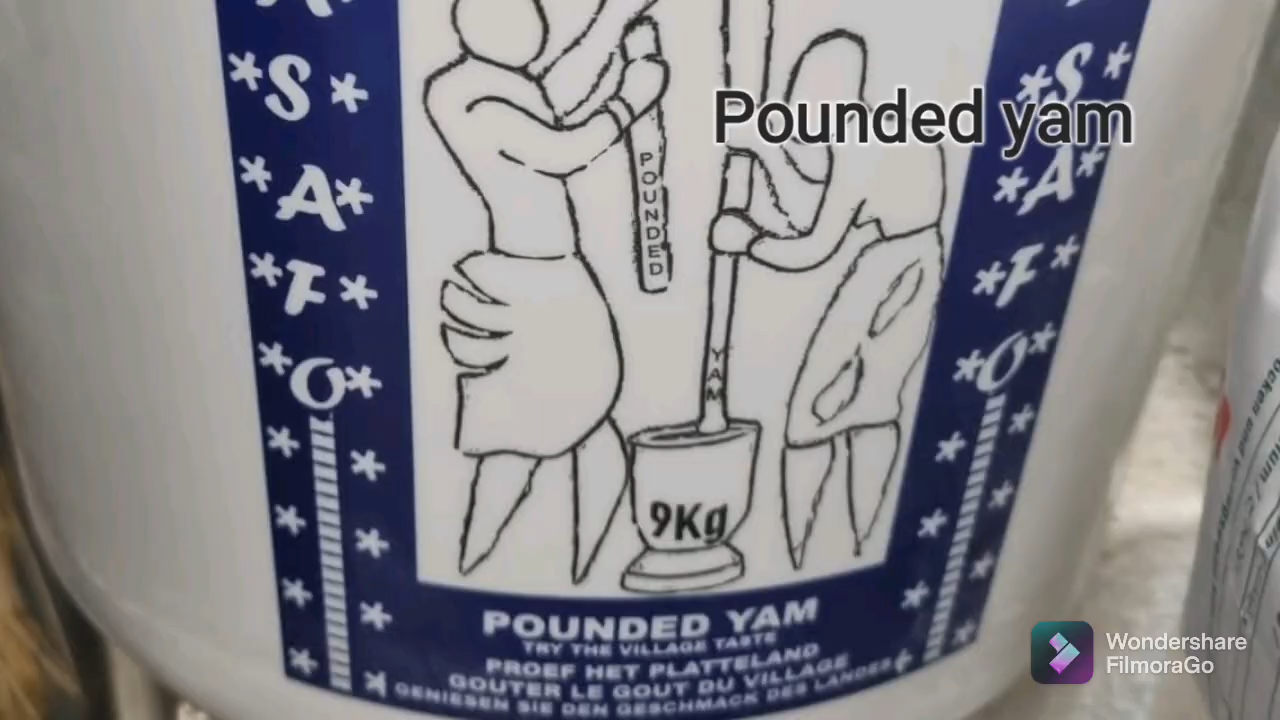 Pounded yam
A
*S*
*A*
*F*
*O*
POUNDED
YAM
9Kg
*S*
*A*
*F*
*O*
POUNDED YAM
TRY THE VILLAGE TASTE
PROEF HET PLATTELAND
GOUTER LE GOUT DU VILLAGE
GENIESEN SIE DEN GESCHMACK DES LANDES
Wondershare
FilmoraGo